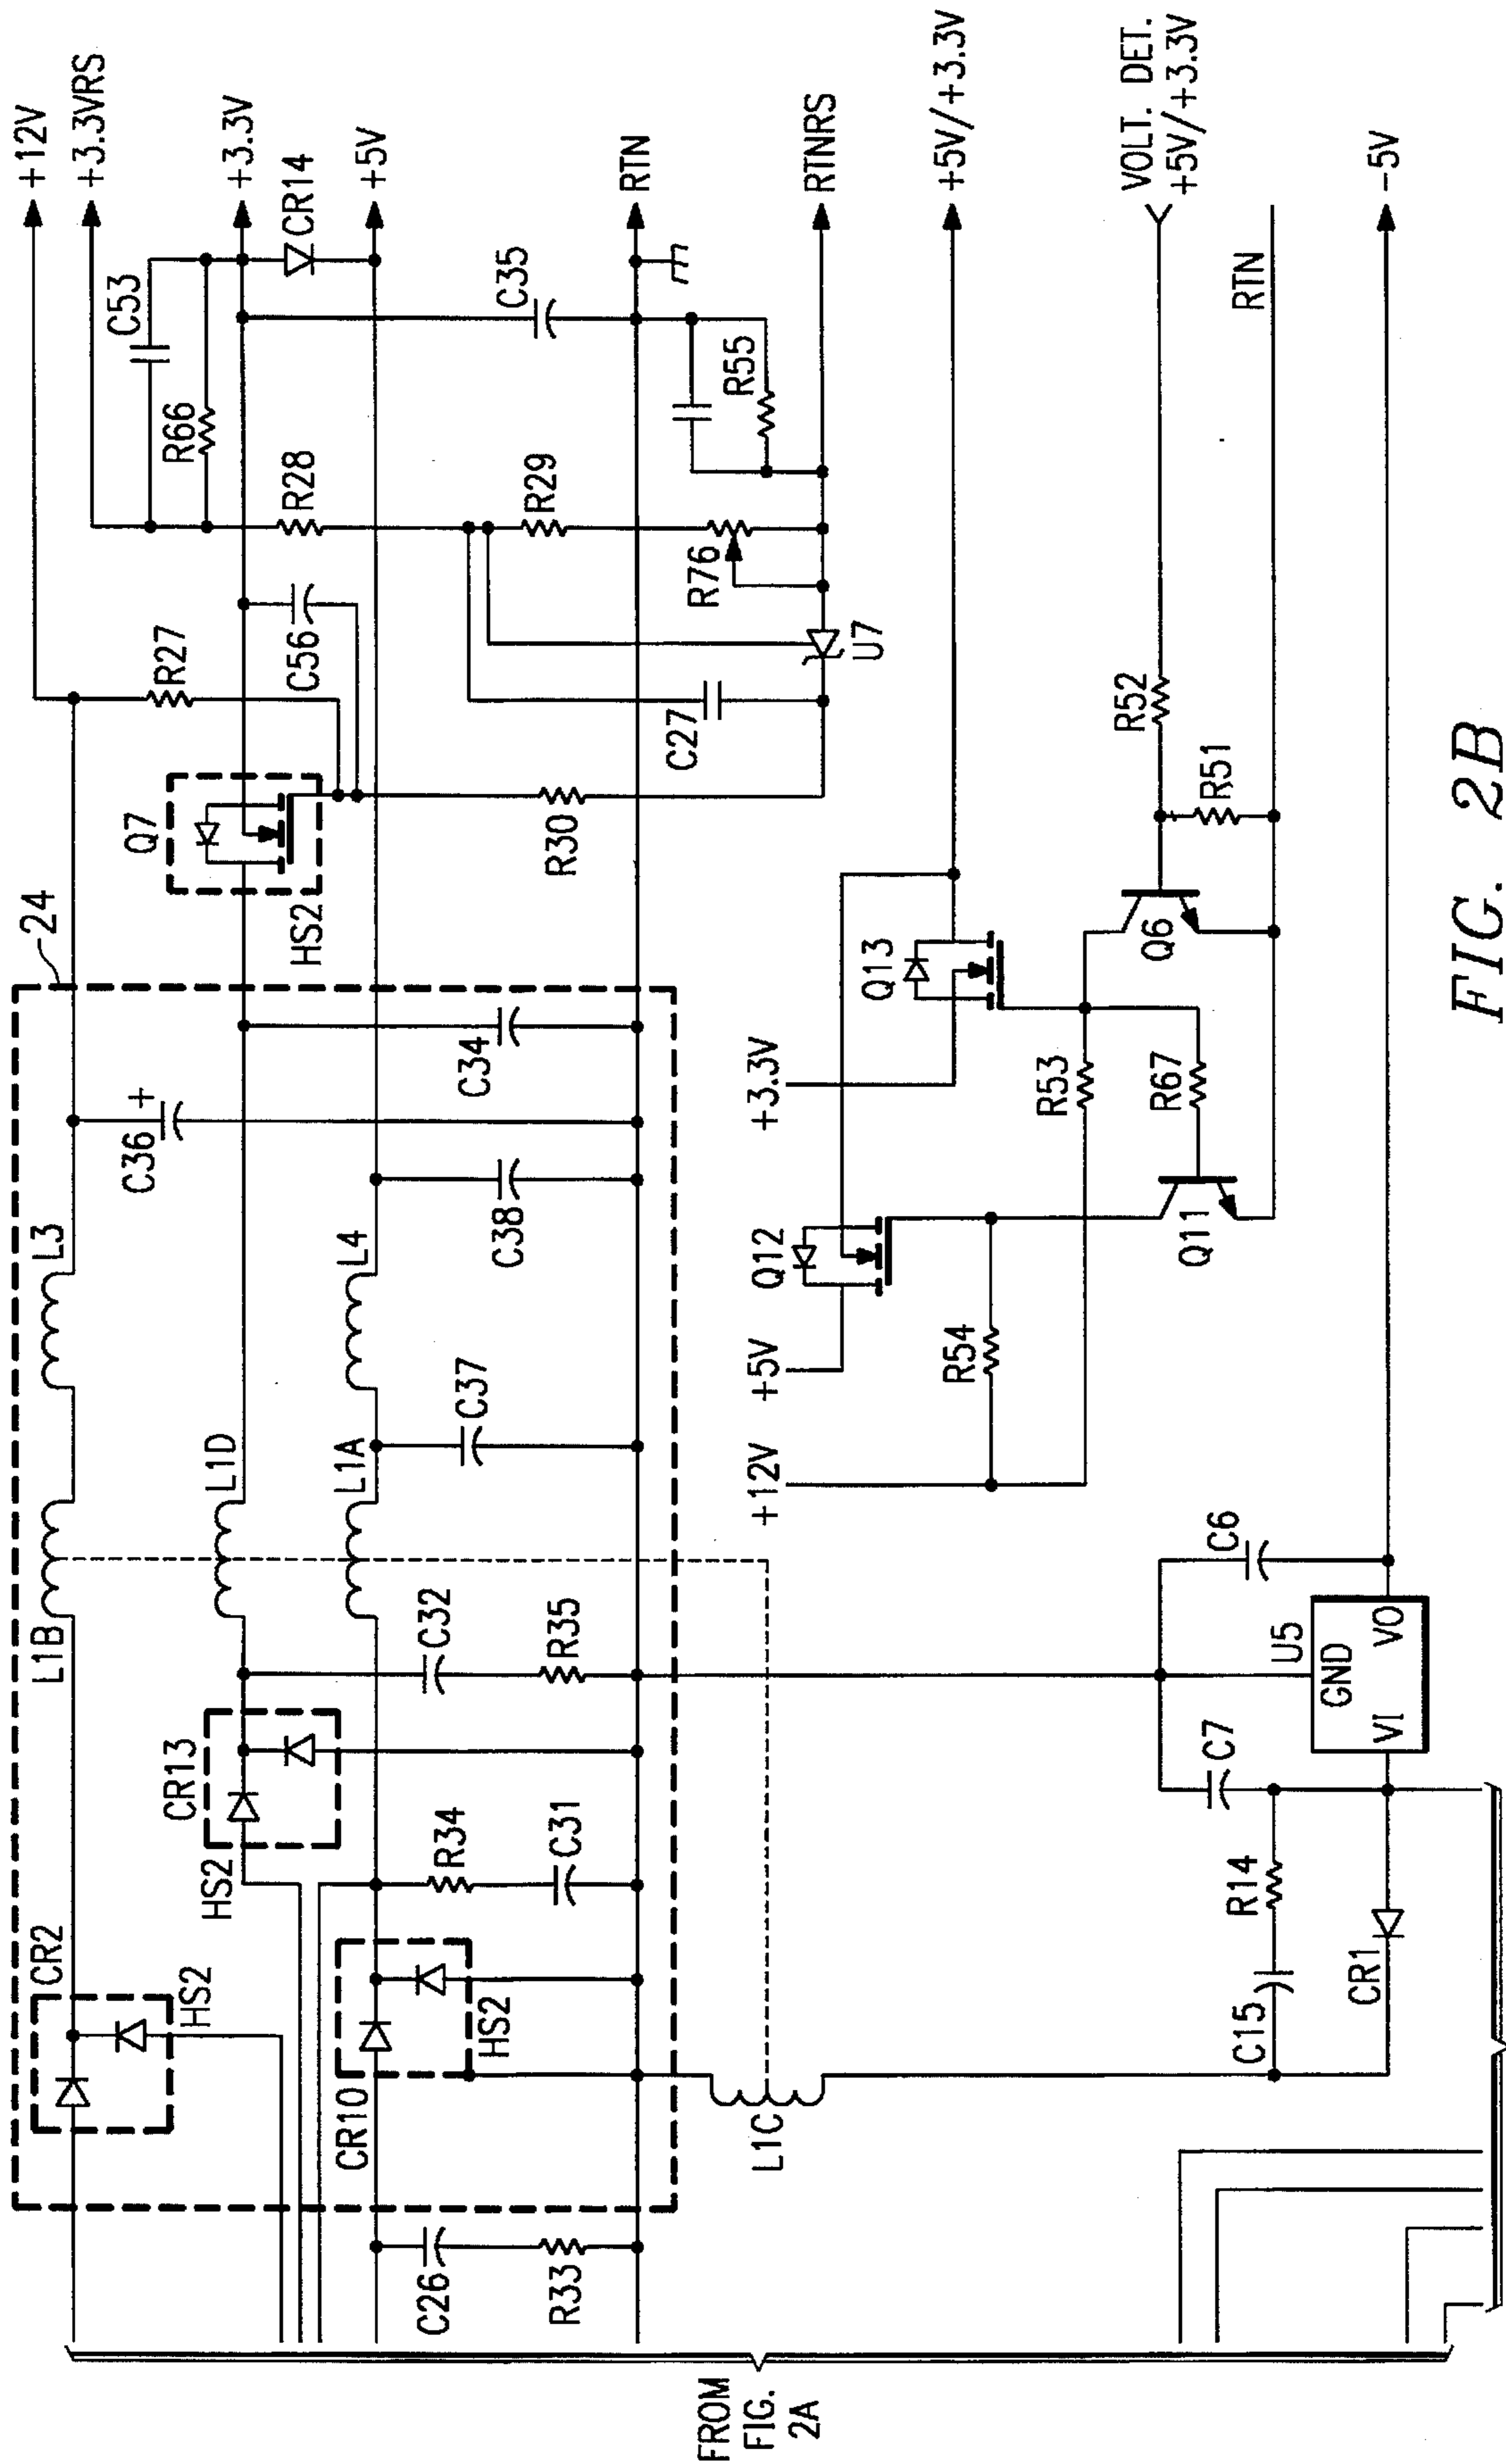 +12V
+3.3VRS
+3.3V
CR14
+5V
RTN
RTNRS
+5V/+3.3V
VOLT. DET.
+5V/+3.3V
RTN
-5V
C53
R66
C35
R55
R28
R29
R76
R27
C56
C27
U7
Q7
HS2
R30
24
R52
R51
Q13
Q6
C36
+
C34
C38
+3.3V
R53
R67
L3
L4
Q12
Q11
+5V
R54
+12V
C37
L1B
L1D
L1A
C32
R35
C6
U5
GND
VI
VO
C7
CR13
HS2
R34
C31
R14
CR2
HS2
CR10
HS2
C15
CR1
L1C
C26
R33
FROM
FIG.
2A
FIG. 2B